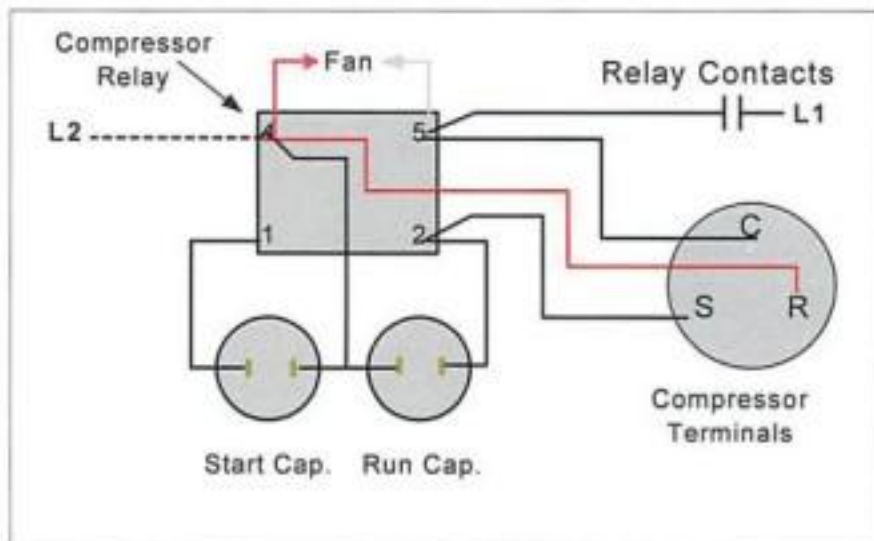 Compressor
Relay
Fan
Relay Contacts
L2
4
5
L1
1
2
C
S
R
Compressor
Terminals
Start Cap.
Run Cap.